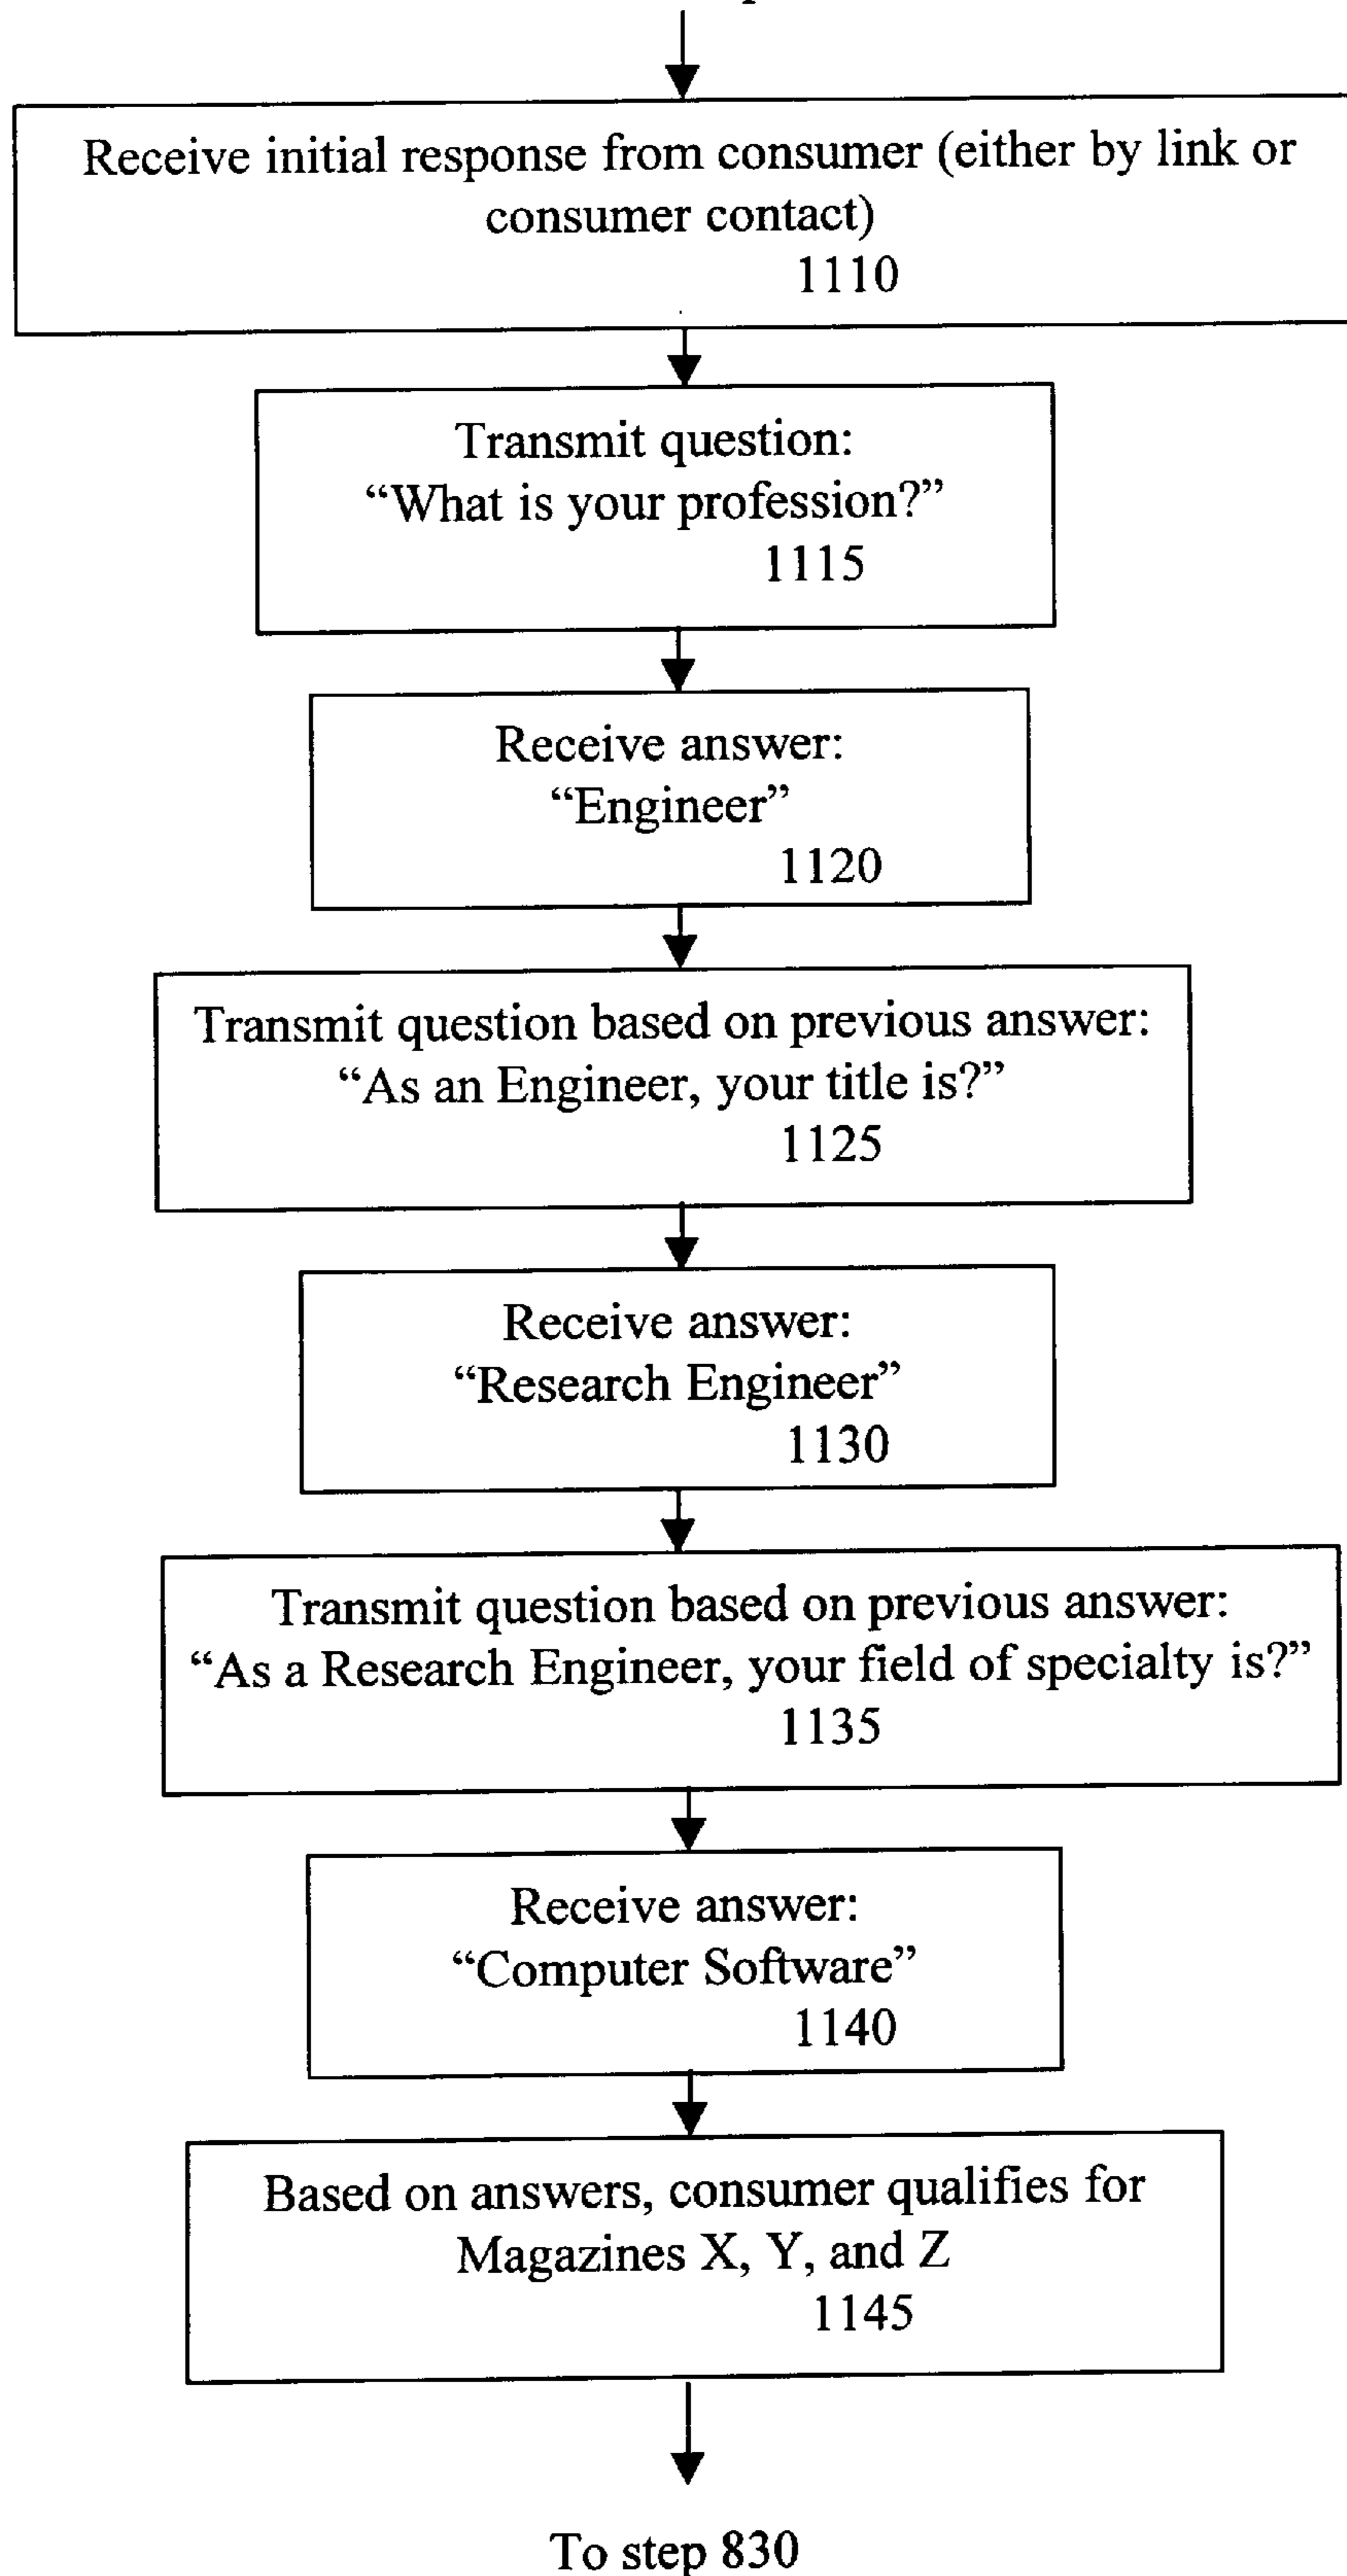 Receive initial response from consumer (either by link or
consumer contact)
1110
Transmit question:
“What is your profession?”
1115
Receive answer:
“Engineer”
1120
Transmit question based on previous answer:
“As an Engineer, your title is?”
1125
Receive answer:
“Research Engineer”
1130
Transmit question based on previous answer:
“As a Research Engineer, your field of specialty is?”
1135
Receive answer:
“Computer Software”
1140
Based on answers, consumer qualifies for
Magazines X, Y, and Z
1145
To step 830